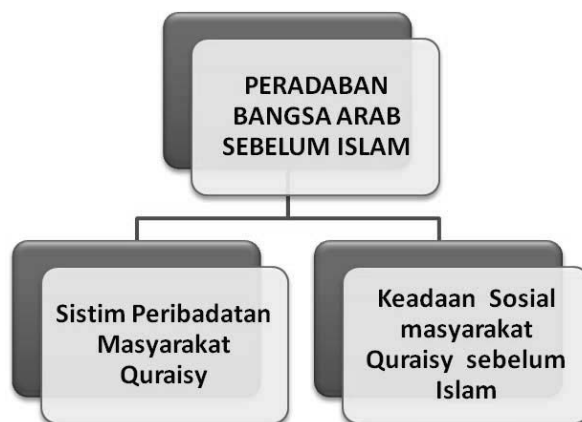 PERADABAN
BANGSA ARAB
SEBELUM ISLAM
Sistim Peribadatan
Masyarakat
Quraisy
Keadaan Sosial
masyarakat
Quraisy sebelum
Islam